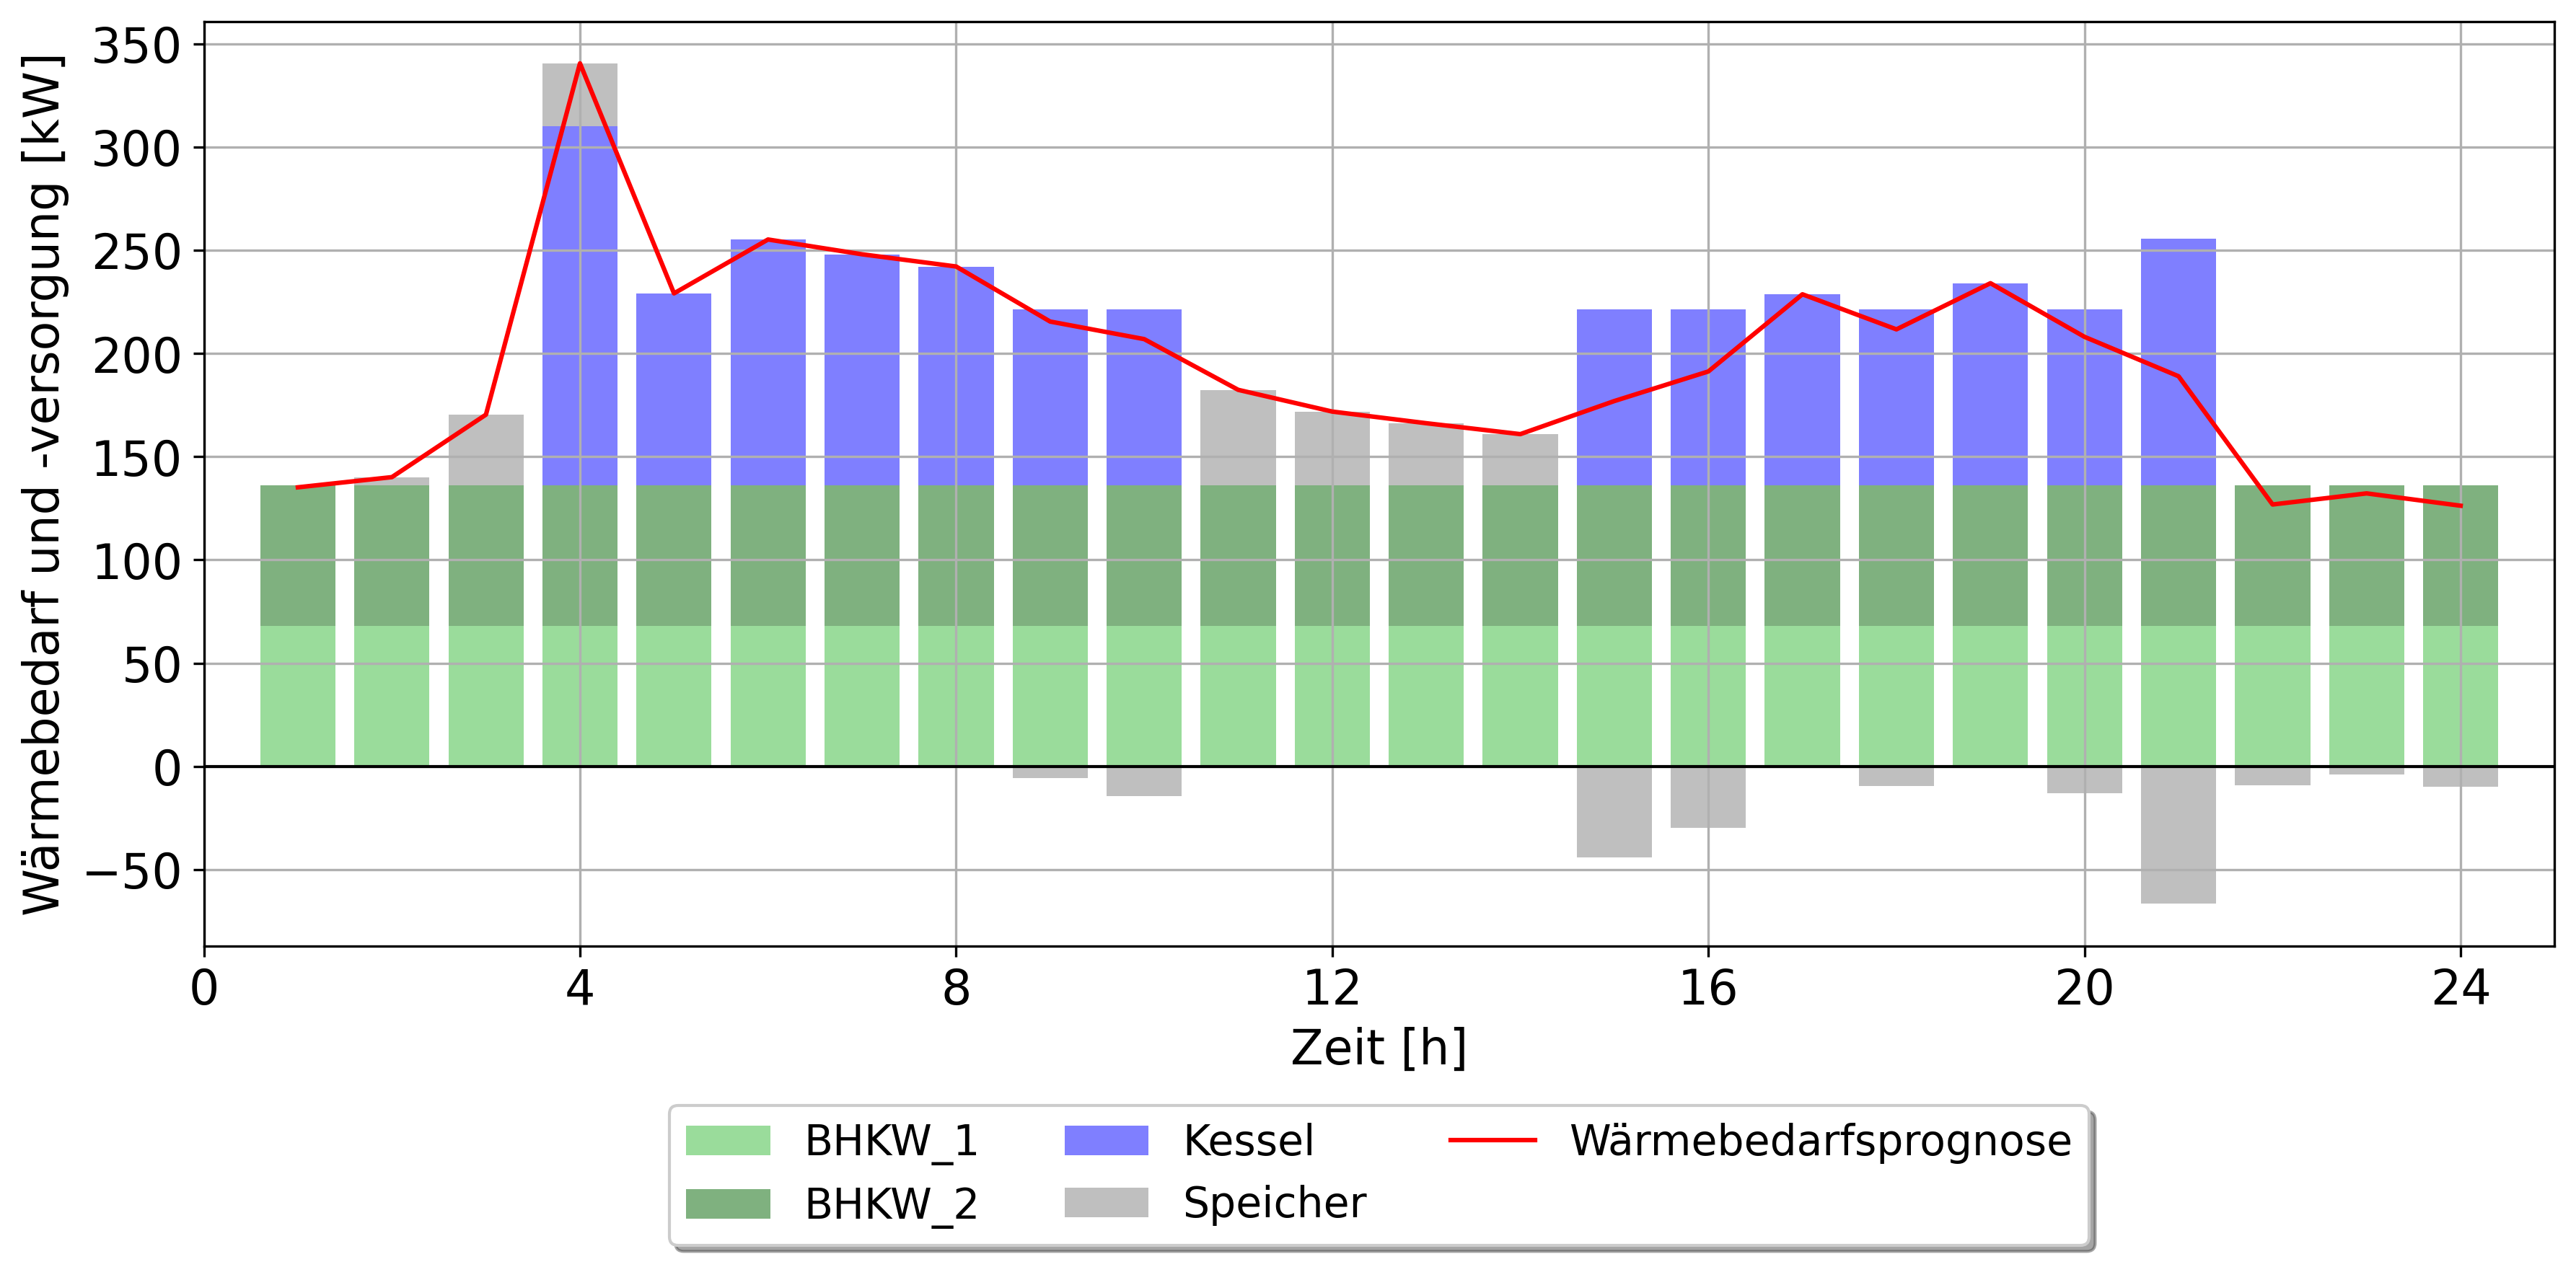 Wärmebedarf und -versorgung [kW]
350
300
250
200
150
100
50
0
−50
0 4 8 12 16 20 24
Zeit [h]
BHKW_1 Kessel Wärmebedarfsprognose
BHKW_2 Speicher